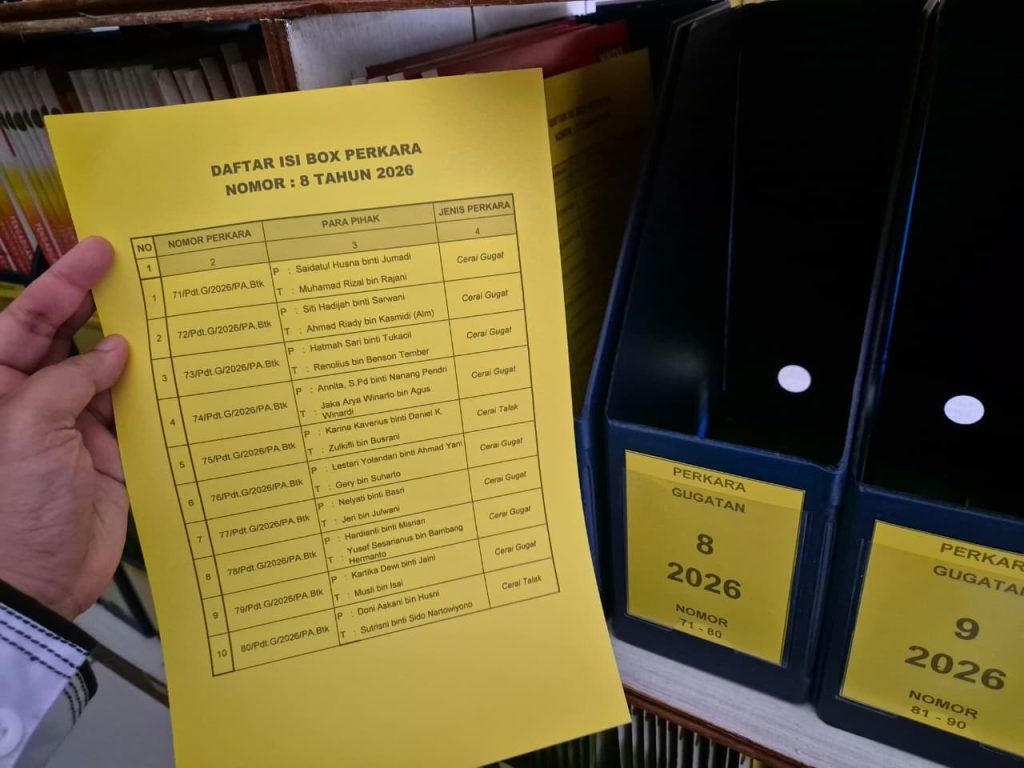 DAFTAR ISI BOX PERKARA
NOMOR : 8 TAHUN 2026
NO NOMOR PERKARA PARA PIHAK JENIS PERKARA
1 2 3 4
1 71/Pdt.G/2026/PA.Btk P : Saidatul Husna binti Jumadi Cerai Gugat
T : Muhamad Rizal bin Rajani
2 72/Pdt.G/2026/PA.Btk P : Siti Hadijah binti Sarwani Cerai Gugat
T : Ahmad Riady bin Kasmidi (Alm)
3 73/Pdt.G/2026/PA.Btk P : Hatmah Sari binti Tukacil Cerai Gugat
T : Renolius bin Benson Tember
4 74/Pdt.G/2026/PA.Btk P : Annita, S.Pd binti Nanang Pendri Cerai Gugat
T : Jaka Arya Winarto bin Agus
Winardi
5 75/Pdt.G/2026/PA.Btk P : Karine Kaverius binti Daniel K. Cerai Talak
T : Zulkifli bin Busrani
6 76/Pdt.G/2026/PA.Btk P : Lestari Yolandari binti Ahmad Yani Cerai Gugat
T : Gery bin Suharto
7 77/Pdt.G/2026/PA.Btk P : Nelyati binti Basri Cerai Gugat
T : Jeri bin Julwani
8 78/Pdt.G/2026/PA.Btk P : Hardianti binti Misrian Cerai Gugat
T : Yusef Sesarianus bin Bambang
Hermanto
9 79/Pdt.G/2026/PA.Btk P : Kartika Dewi binti Jaini Cerai Gugat
T : Musli bin Isai
10 80/Pdt.G/2026/PA.Btk P : Doni Askani bin Husni Cerai Talak
T : Sutrisni binti Sido Nartowiyono
PERKARA
GUGATAN
8
2026
NOMOR
71 - 80
PERKARA
GUGATAN
9
2026
NOMOR
81 - 90